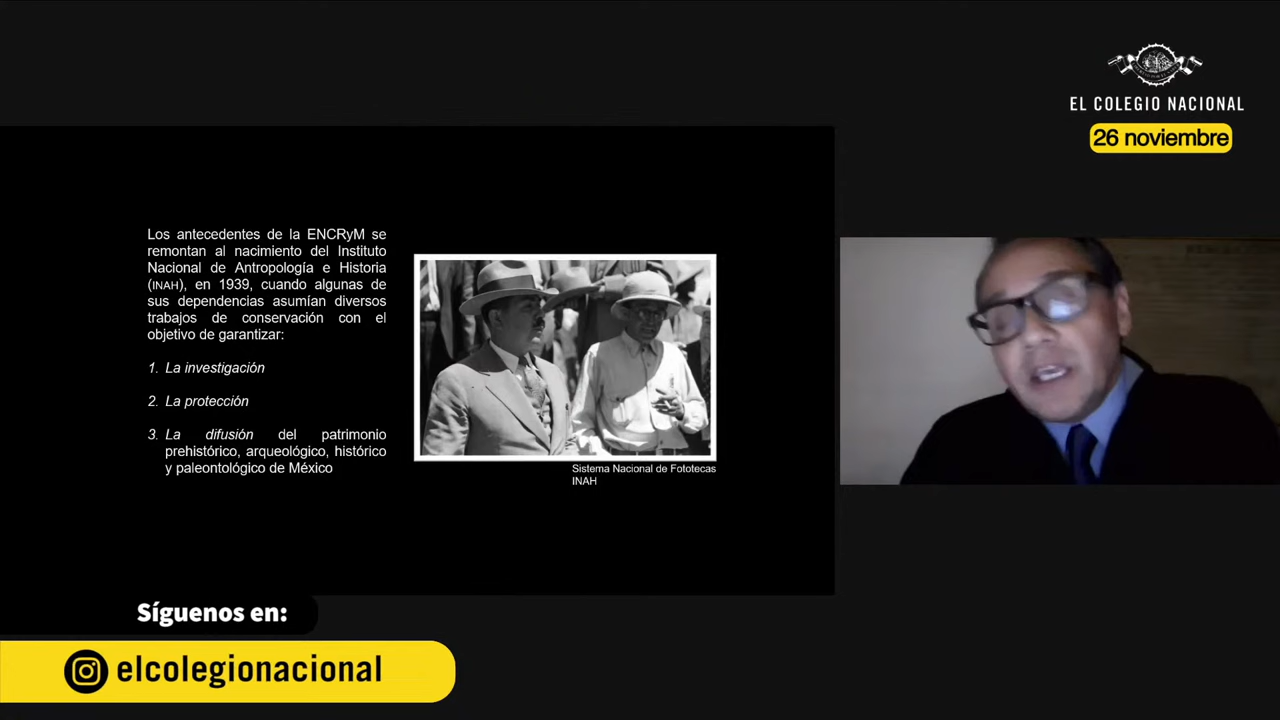 EL COLEGIO NACIONAL
26 noviembre
Los antecedentes de la ENCRyM se
remontan al nacimiento del Instituto
Nacional de Antropología e Historia
(INAH), en 1939, cuando algunas de
sus dependencias asumían diversos
trabajos de conservación con el
objetivo de garantizar:
1. La investigación
2. La protección
3. La difusión del patrimonio
prehistórico, arqueológico, histórico
y paleontológico de México
Sistema Nacional de Fototecas
INAH
Síguenos en:
elcolegionacional